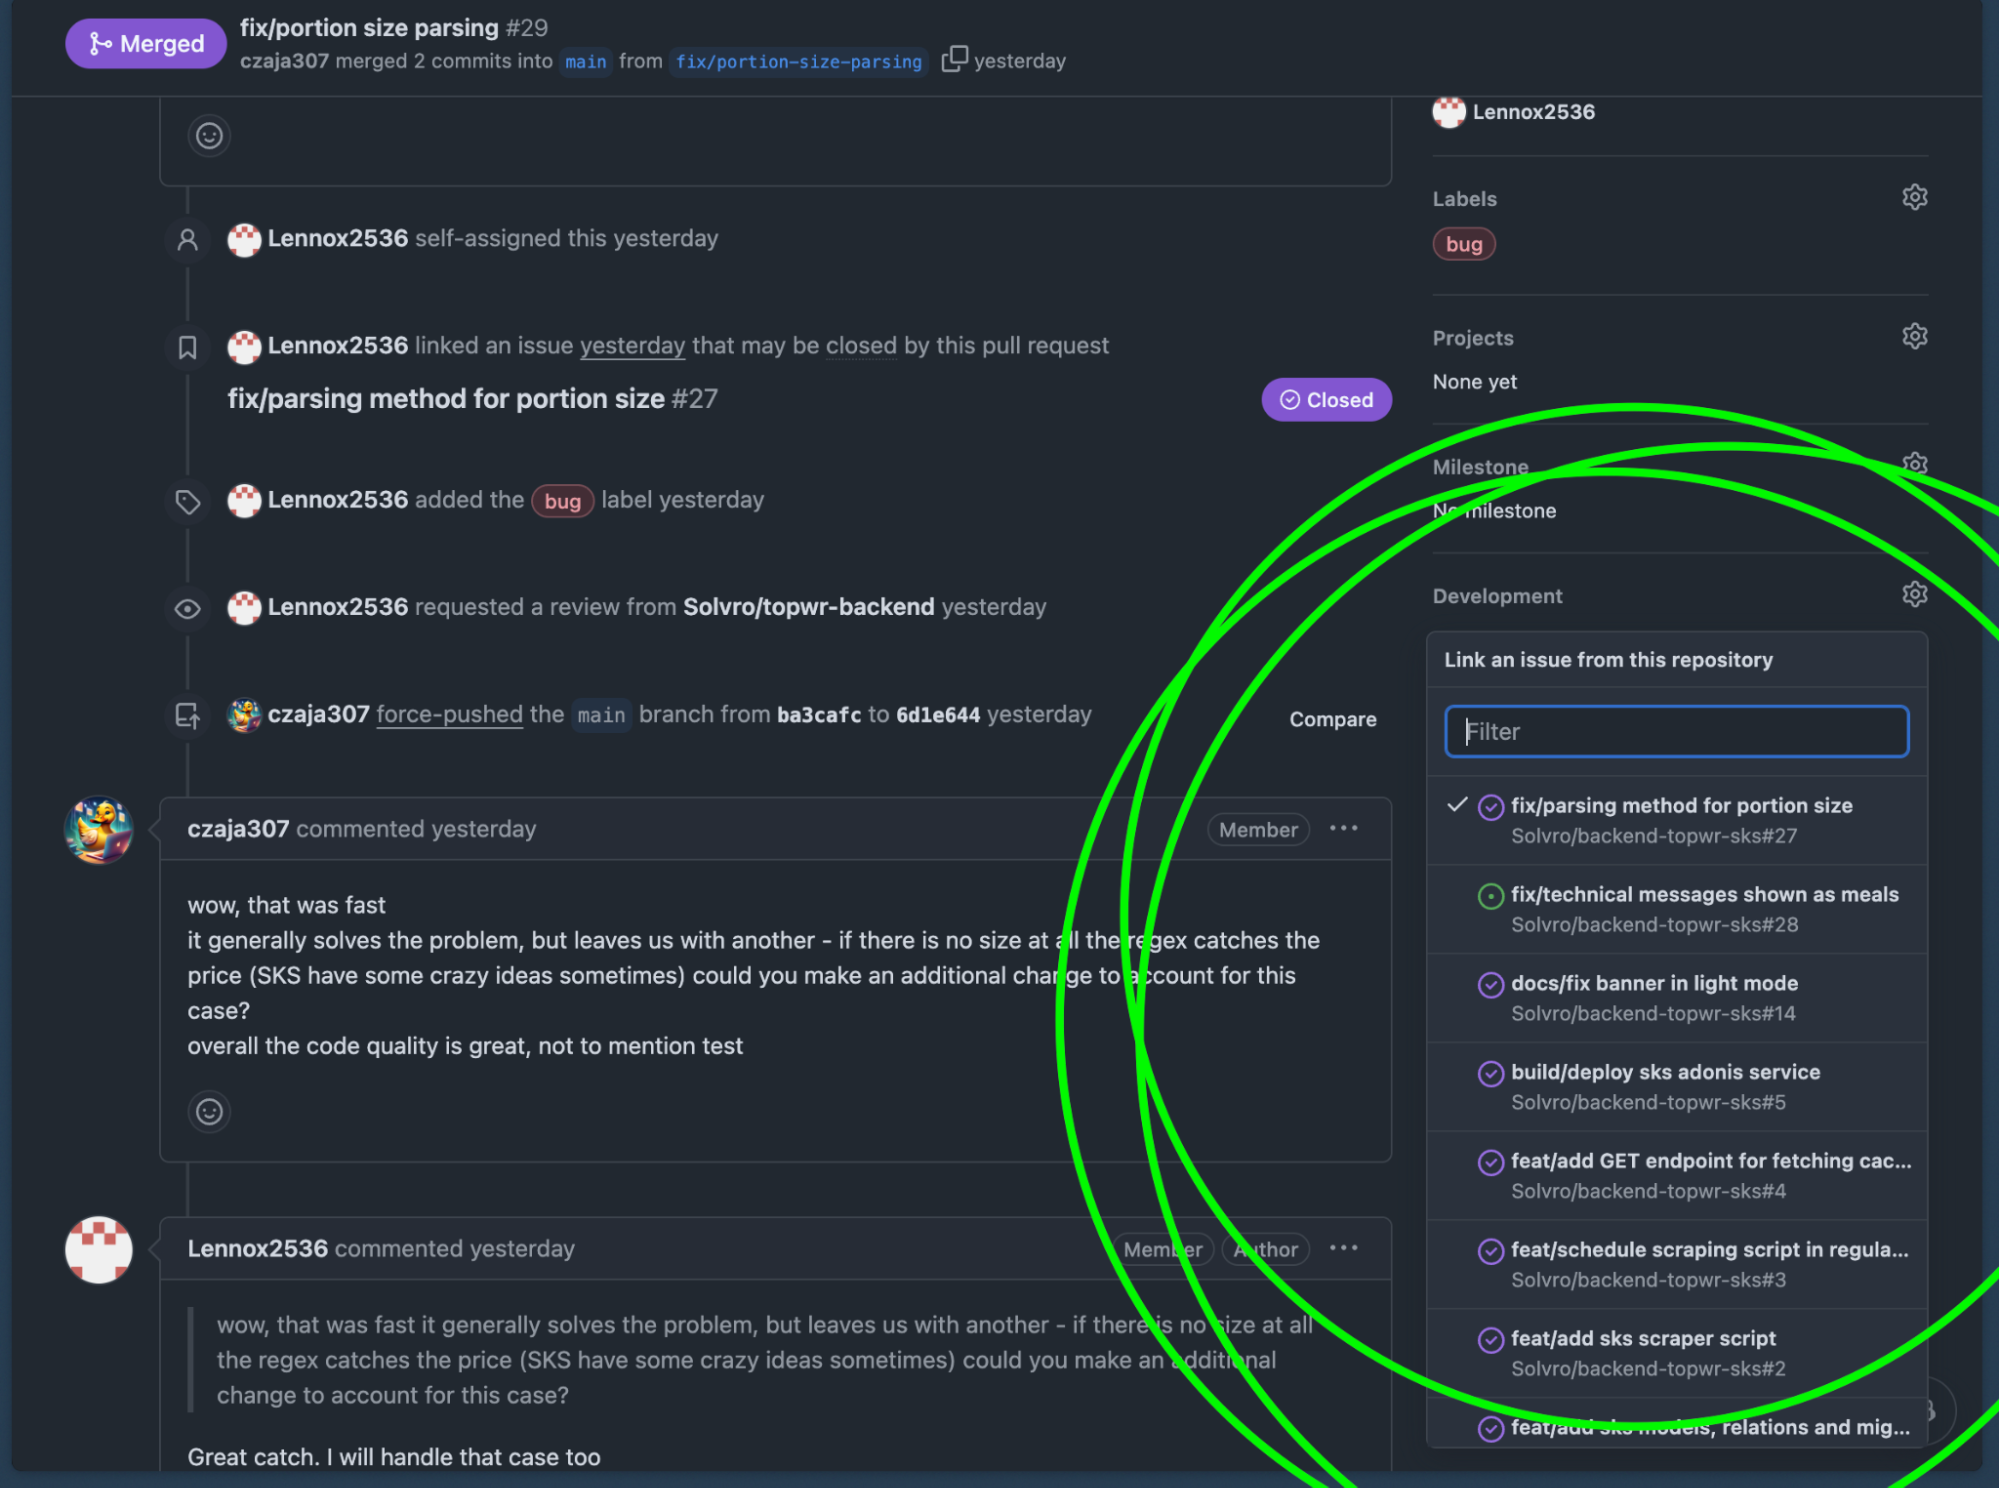 Merged
fix/portion size parsing #29
czaja307 merged 2 commits into main from fix/portion-size-parsing yesterday
Lennox2536 self-assigned this yesterday
Lennox2536 linked an issue yesterday that may be closed by this pull request
fix/parsing method for portion size #27
Closed
Lennox2536 added the bug label yesterday
Lennox2536 requested a review from Solvro/topwr-backend yesterday
czaja307 force-pushed the main branch from ba3cafc to 6d1e644 yesterday
Compare
czaja307 commented yesterday
Member
wow, that was fast
it generally solves the problem, but leaves us with another - if there is no size at all the regex catches the
price (SKS have some crazy ideas sometimes) could you make an additional change to account for this
case?
overall the code quality is great, not to mention test
Lennox2536 commented yesterday
Member
Author
wow, that was fast it generally solves the problem, but leaves us with another - if there is no size at all
the regex catches the price (SKS have some crazy ideas sometimes) could you make an additional
change to account for this case?
Great catch. I will handle that case too
Lennox2536
Labels
bug
Projects
None yet
Milestone
No milestone
Development
Link an issue from this repository
Filter
fix/parsing method for portion size
Solvro/backend-topwr-sks#27
fix/technical messages shown as meals
Solvro/backend-topwr-sks#28
docs/fix banner in light mode
Solvro/backend-topwr-sks#14
build/deploy sks adonis service
Solvro/backend-topwr-sks#5
feat/add GET endpoint for fetching cac...
Solvro/backend-topwr-sks#4
feat/schedule scraping script in regula...
Solvro/backend-topwr-sks#3
feat/add sks scraper script
Solvro/backend-topwr-sks#2
feat/add sks models, relations and mig...